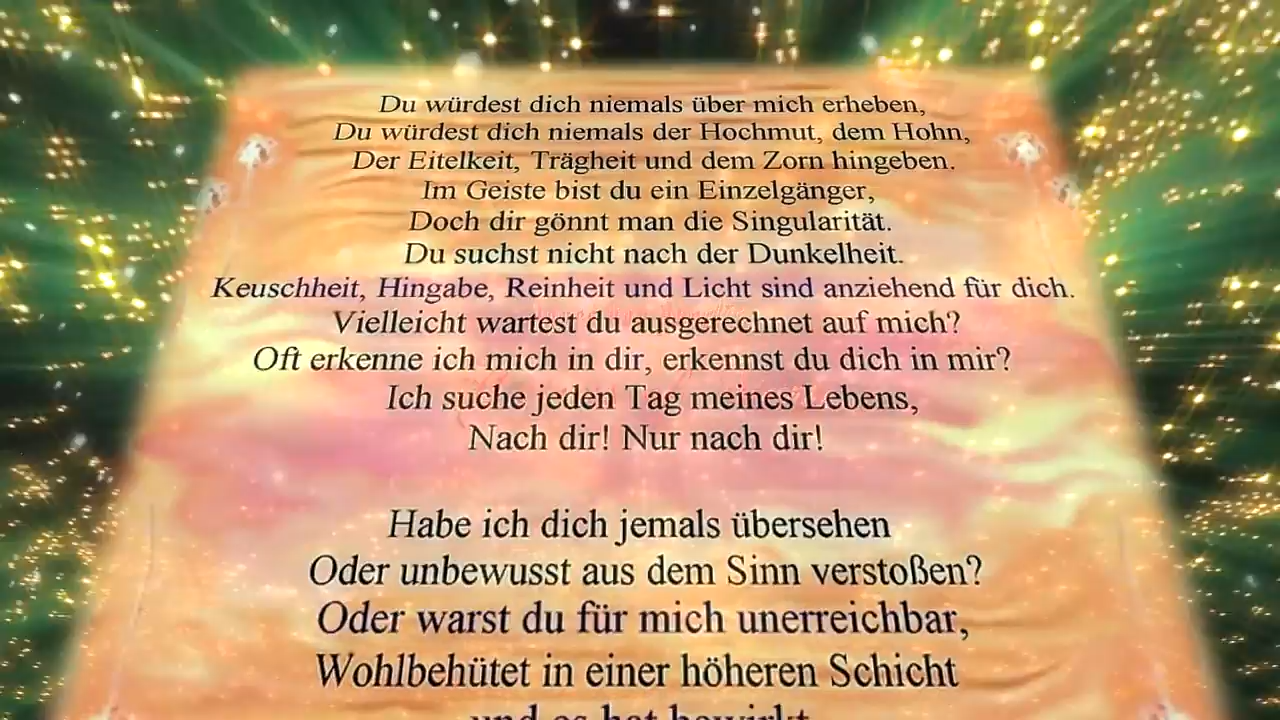 Du würdest dich niemals über mich erheben,
Du würdest dich niemals der Hochmut, dem Hohn,
Der Eitelkeit, Trägheit und dem Zorn hingeben.
Im Geiste bist du ein Einzelgänger,
Doch dir gönnt man die Singularität.
Du suchst nicht nach der Dunkelheit.
Keuschheit, Hingabe, Reinheit und Licht sind anziehend für dich.
Vielleicht wartest du ausgerechnet auf mich?
Oft erkenne ich mich in dir, erkennst du dich in mir?
Ich suche jeden Tag meines Lebens,
Nach dir! Nur nach dir!
Habe ich dich jemals übersehen
Oder unbewusst aus dem Sinn verstoßen?
Oder warst du für mich unerreichbar,
Wohlbehütet in einer höheren Schicht
und es hat bewirkt